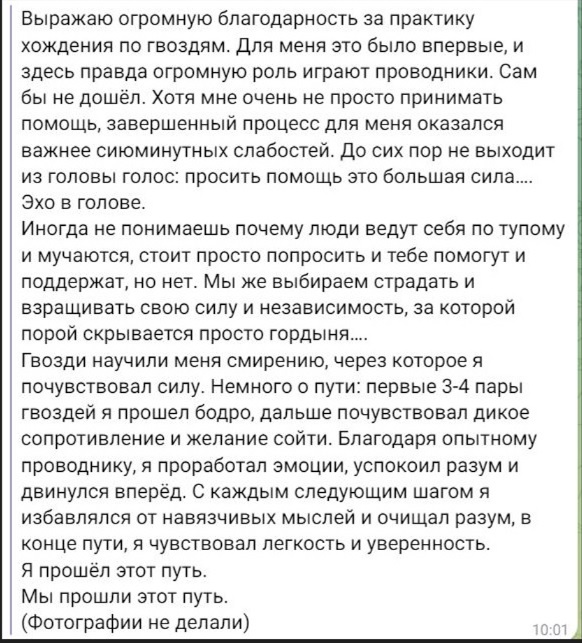 Выражаю огромную благодарность за практику
хождения по гвоздям. Для меня это было впервые, и
здесь правда огромную роль играют проводники. Сам
бы не дошёл. Хотя мне очень не просто принимать
помощь, завершенный процесс для меня оказался
важнее сиюминутных слабостей. До сих пор не выходит
из головы голос: просить помощь это большая сила....
Эхо в голове.
Иногда не понимаешь почему люди ведут себя по тупому
и мучаются, стоит просто попросить и тебе помогут и
поддержат, но нет. Мы же выбираем страдать и
взращивать свою силу и независимость, за которой
порой скрывается просто гордыня....
Гвозди научили меня смирению, через которое я
почувствовал силу. Немного о пути: первые 3-4 пары
гвоздей я прошел бодро, дальше почувствовал дикое
сопротивление и желание сойти. Благодаря опытному
проводнику, я проработал эмоции, успокоил разум и
двинулся вперёд. С каждым следующим шагом я
избавлялся от навязчивых мыслей и очищал разум, в
конце пути, я чувствовал легкость и уверенность.
Я прошёл этот путь.
Мы прошли этот путь.
(Фотографии не делали)
10:01